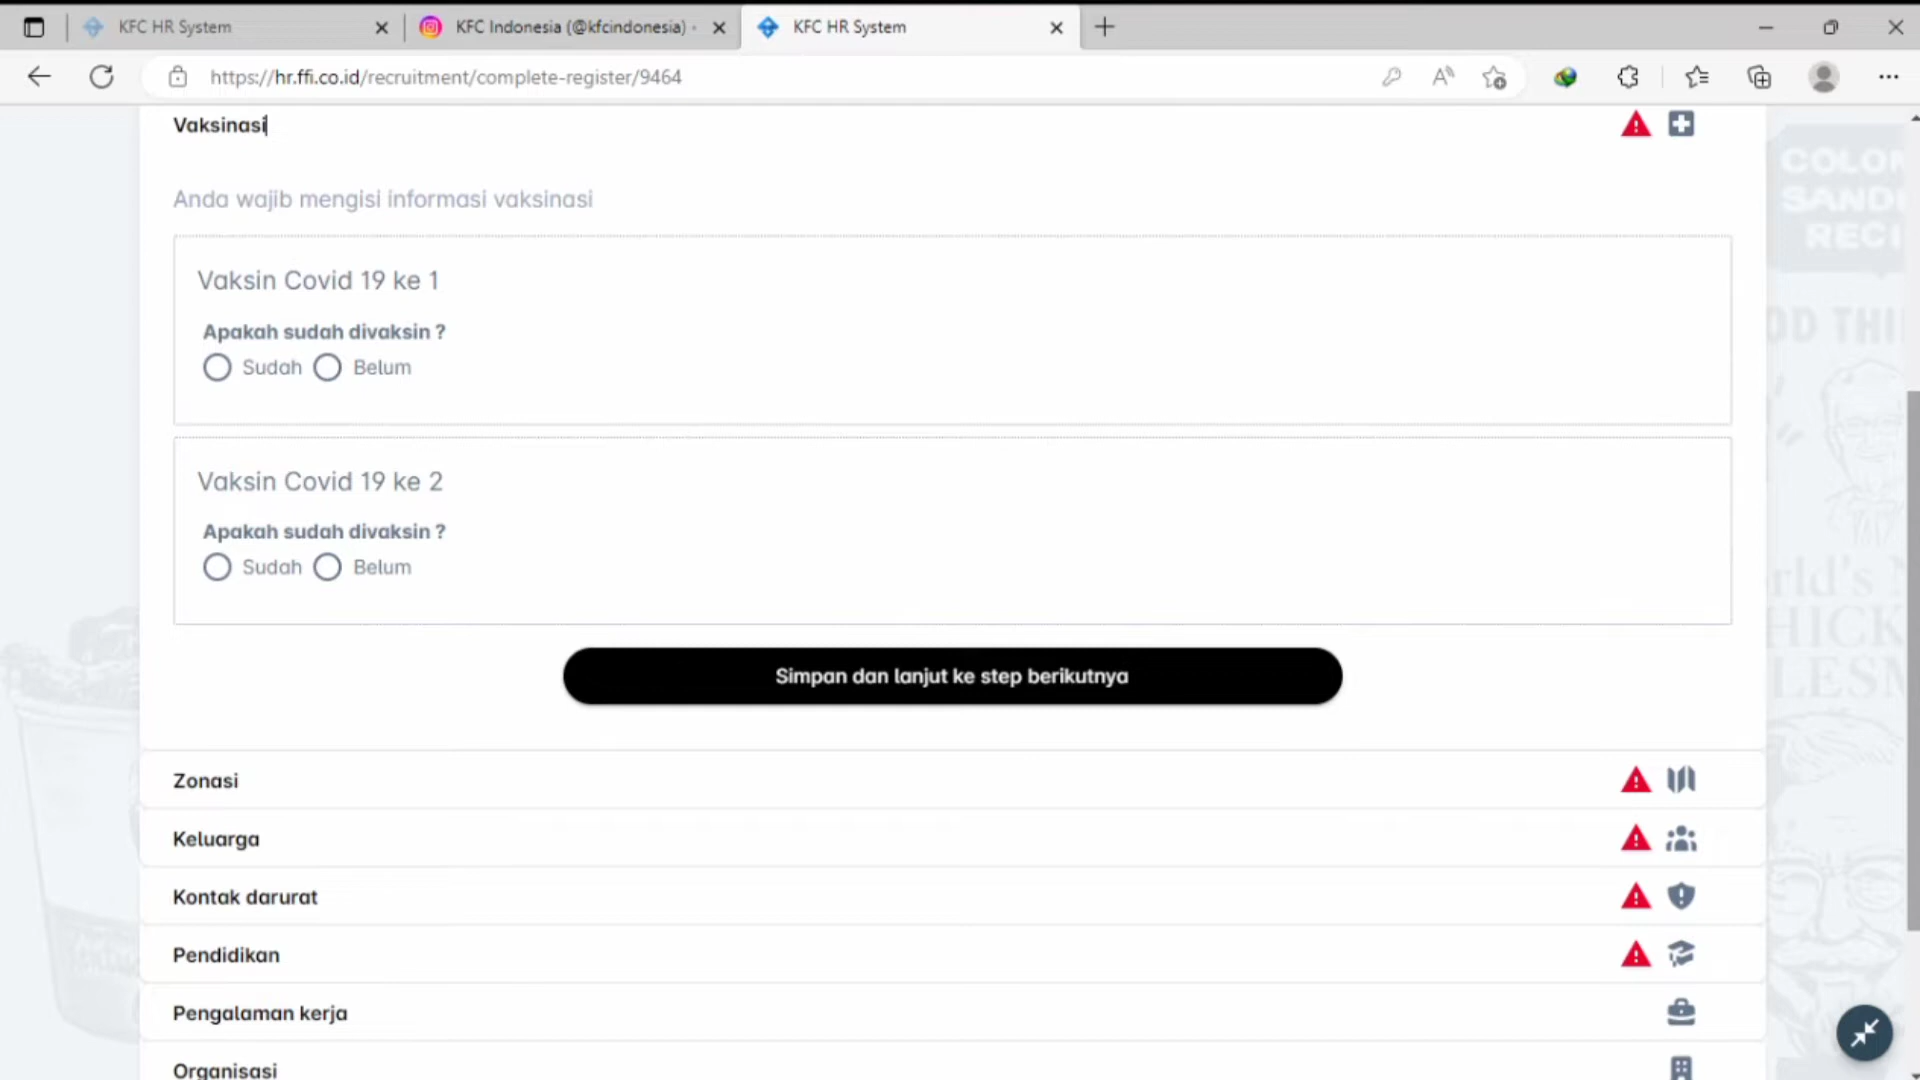 KFC HR System
KFC Indonesia (@kfcindonesia) ·
KFC HR System
https://hr.ffi.co.id/recruitment/complete-register/9464
Vaksinasi
Anda wajib mengisi informasi vaksinasi
Vaksin Covid 19 ke 1
Apakah sudah divaksin ?
Sudah Belum
Vaksin Covid 19 ke 2
Apakah sudah divaksin ?
Sudah Belum
Simpan dan lanjut ke step berikutnya
Zonasi
Keluarga
Kontak darurat
Pendidikan
Pengalaman kerja
Organisasi